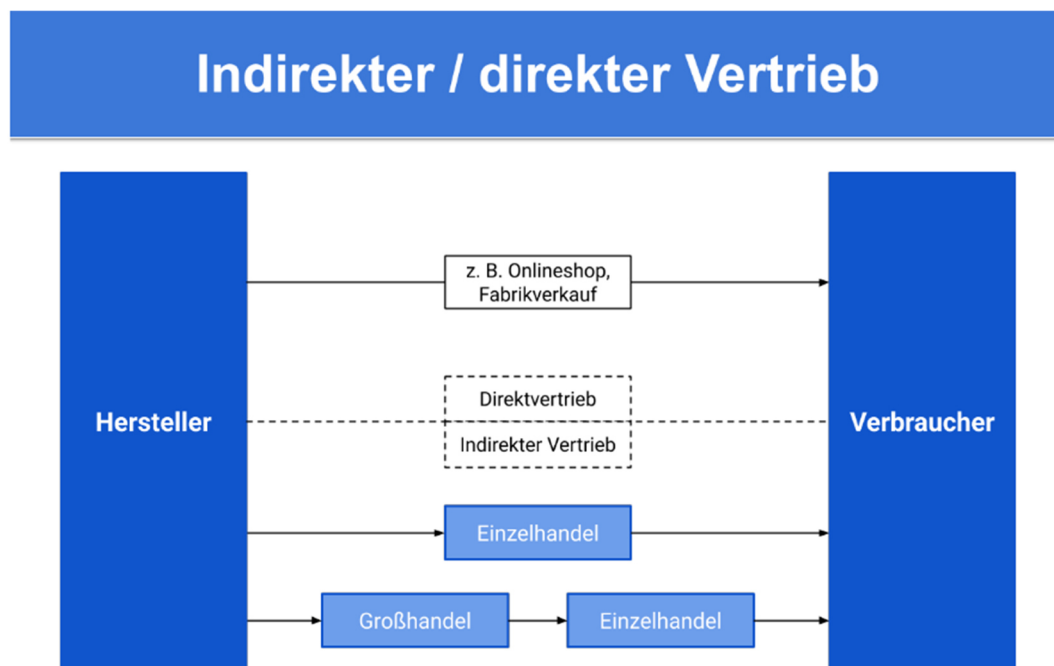 Indirekter / direkter Vertrieb
z. B. Onlineshop,
Fabrikverkauf
Direktvertrieb
Hersteller
Verbraucher
Indirekter Vertrieb
Einzelhandel
Großhandel
Einzelhandel